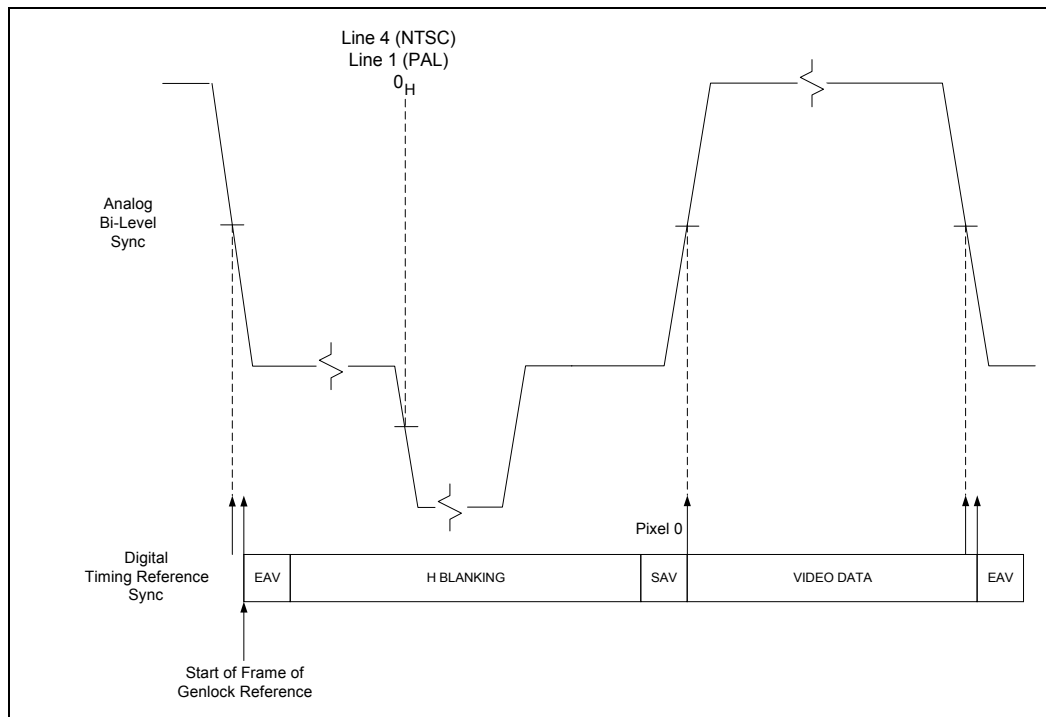 Line 4 (NTSC)
Line 1 (PAL)
0H
Analog
Bi-Level
Sync
Pixel 0
Digital
Timing Reference
Sync
EAV
H BLANKING
SAV
VIDEO DATA
EAV
Start of Frame of
Genlock Reference